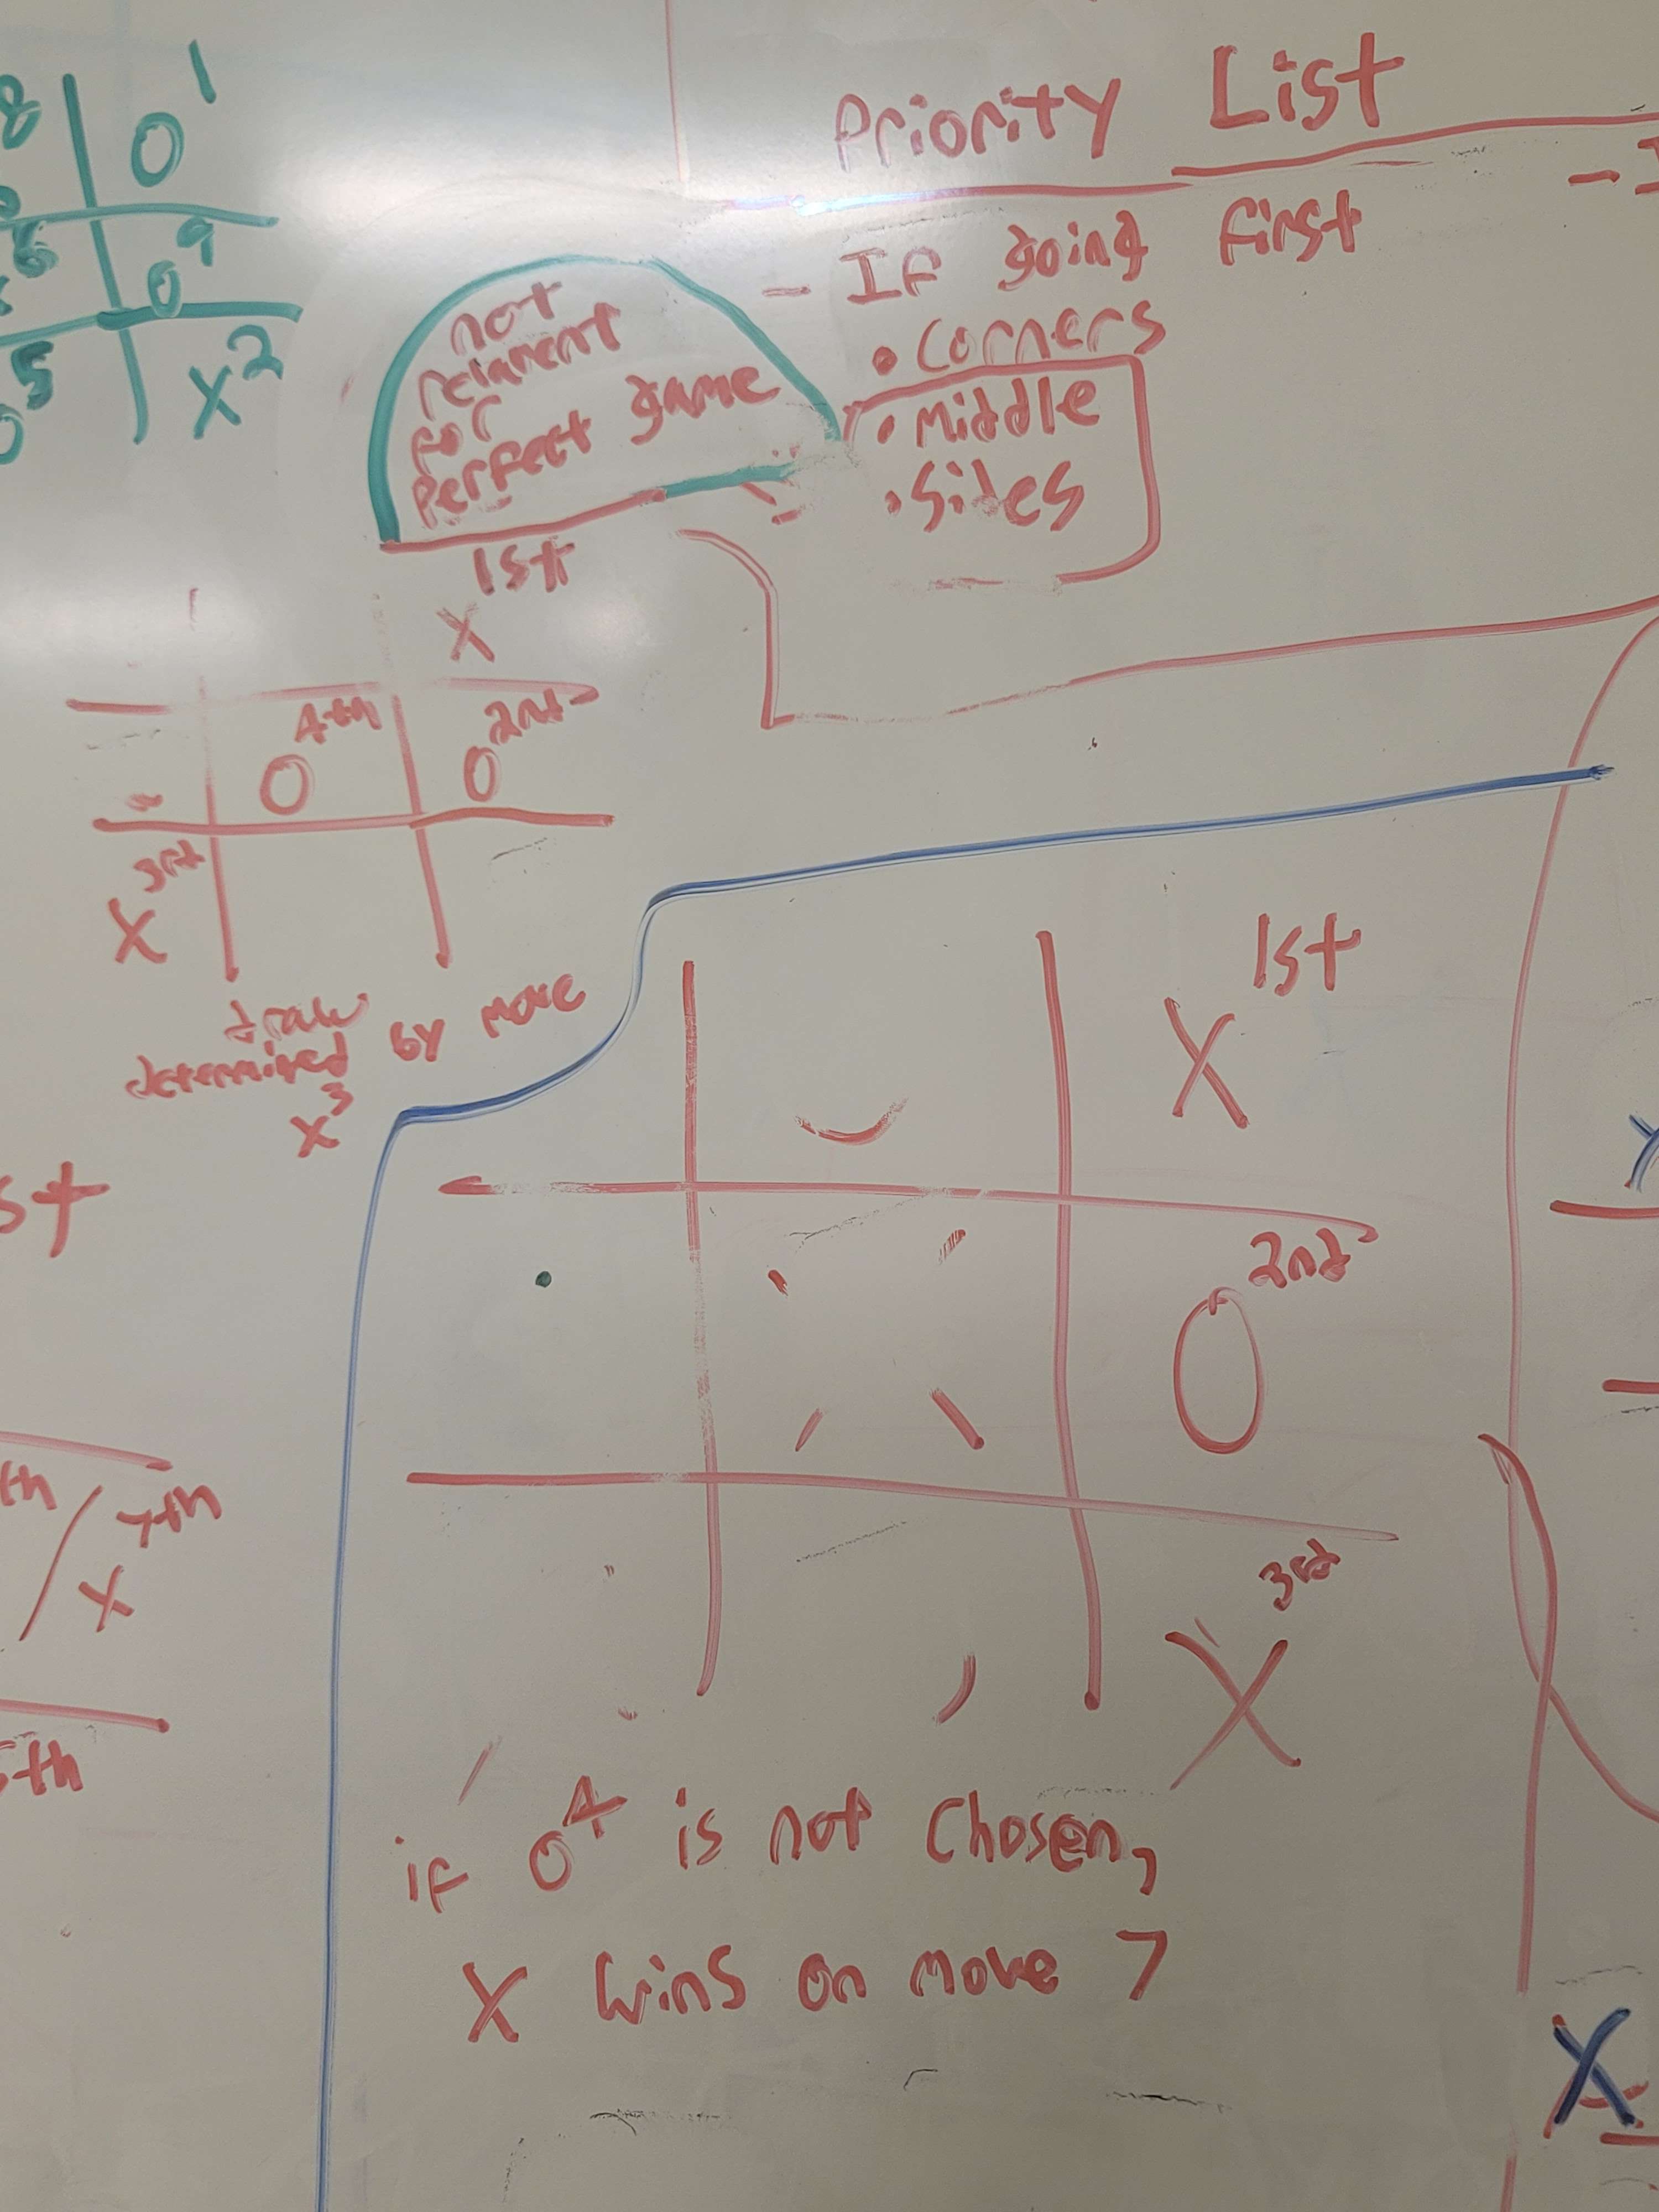 8
O^1
Priority List
- I
6
O^9
- If going first
not
relavent
for
perfect game
• Corners
• Middle
• Sides
5
X^2
1st
X
4th
O
2nd
O
3rd
X
draw
determined by move
X^3
1st
X
2nd
O
3rd
X
st
th
7th
X
th
if O^4 is not chosen,
X wins on move 7
X
X